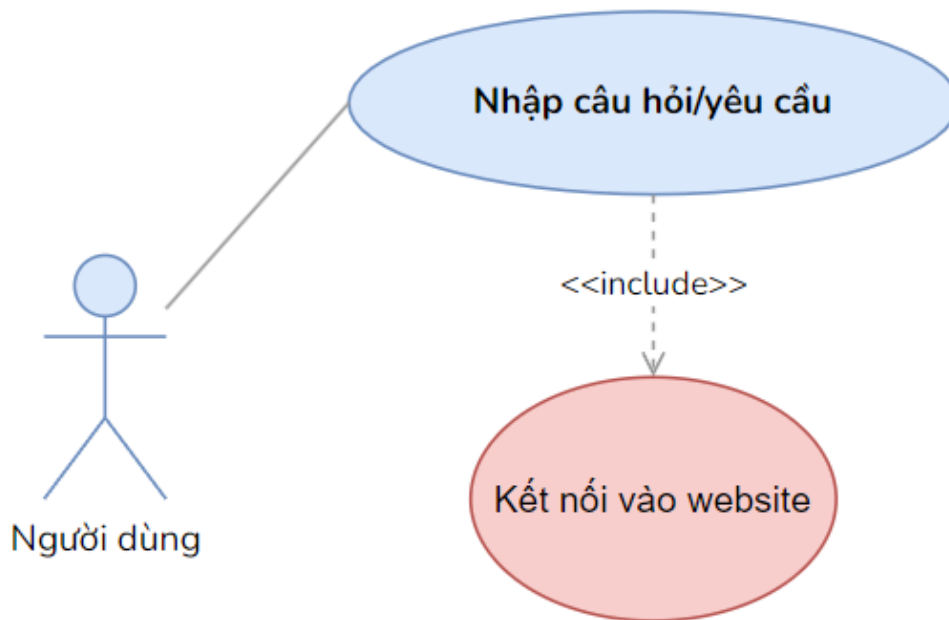 Nhập câu hỏi/yêu cầu
<<include>>
Kết nối vào website
Người dùng